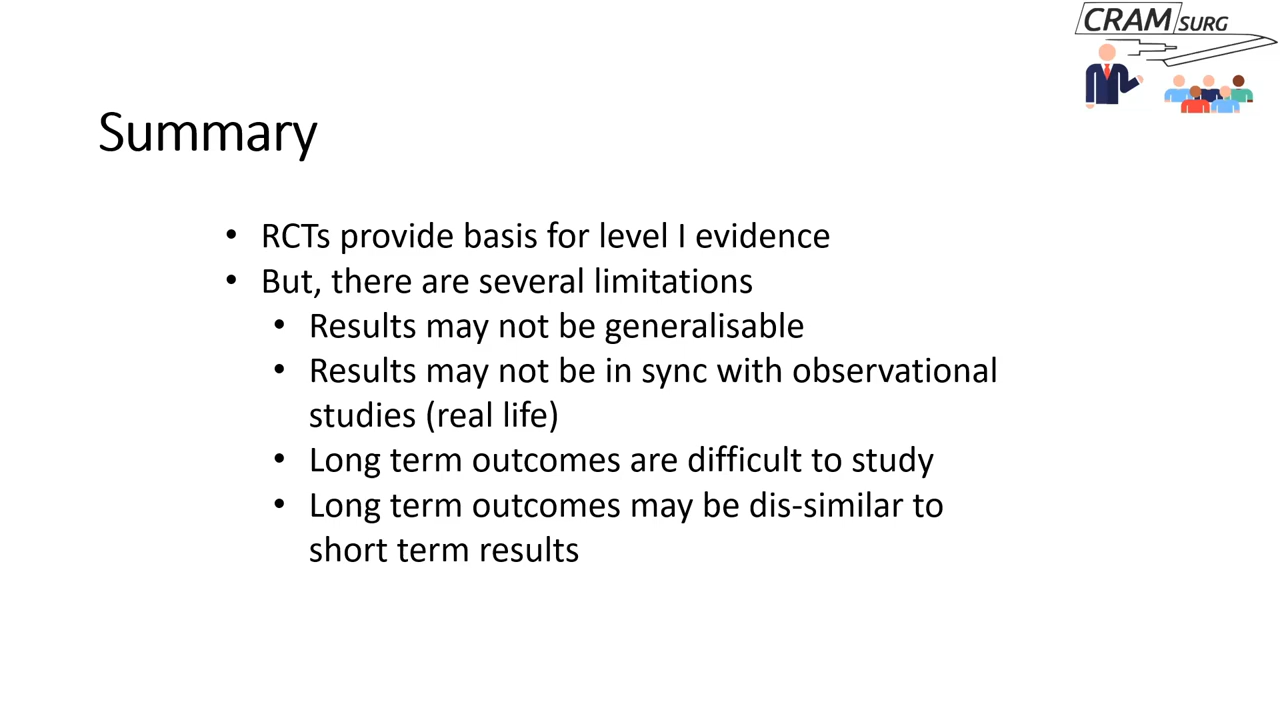 CRAM SURG
Summary
• RCTs provide basis for level I evidence
• But, there are several limitations
• Results may not be generalisable
• Results may not be in sync with observational
studies (real life)
• Long term outcomes are difficult to study
• Long term outcomes may be dis-similar to
short term results